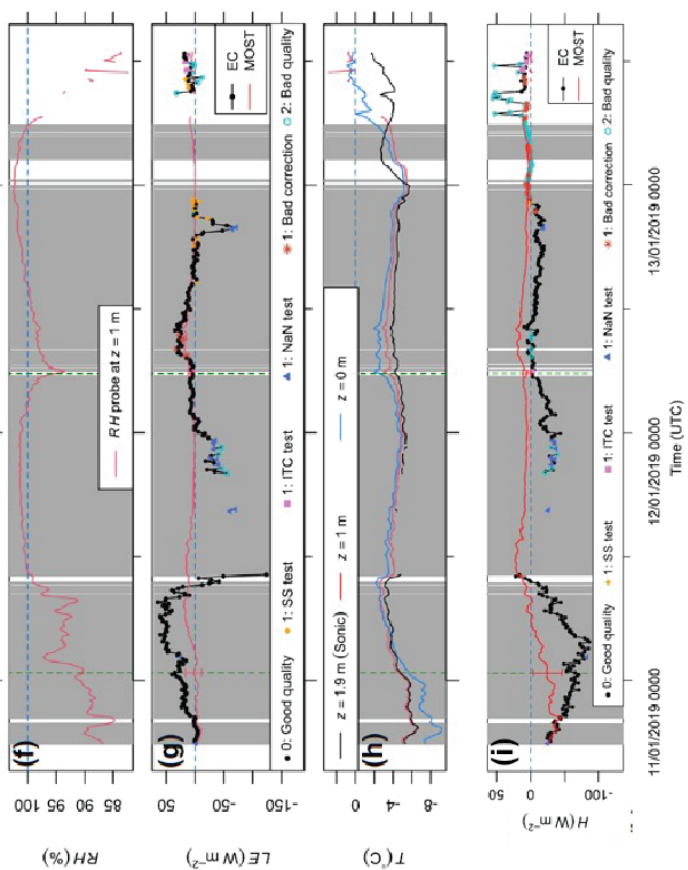 (f)
RH (%)
100
95
90
85
RH probe at z = 1 m
(g)
LE (W m⁻²)
50
-50
-150
EC
MOST
0: Good quality 1: SS test 1: ITC test 1: NaN test 1: Bad correction 2: Bad quality
(h)
T (°C)
0
-4
-8
z = 1.9 m (Sonic) z = 1 m z = 0 m
(i)
H (W m⁻²)
50
0
-100
EC
MOST
0: Good quality 1: SS test 1: ITC test 1: NaN test 1: Bad correction 2: Bad quality
11/01/2019 0000 12/01/2019 0000 13/01/2019 0000
Time (UTC)